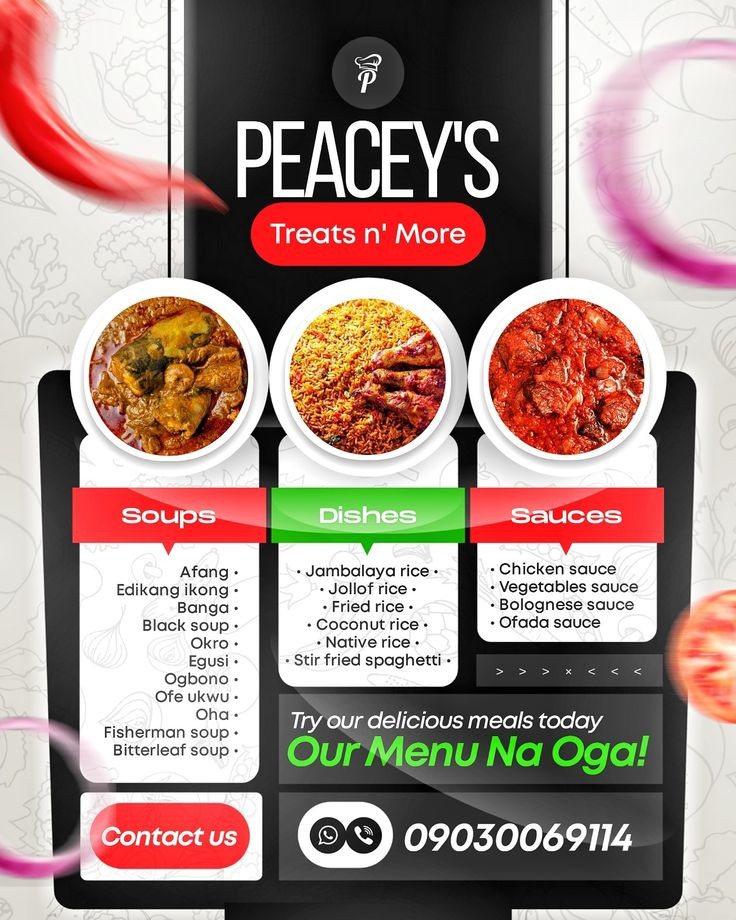 P
PEACEY'S
Treats n' More
Soups
Afang •
Edikang ikong •
Banga •
Black soup •
Okro •
Egusi •
Ogbono •
Ofe ukwu •
Oha •
Fisherman soup •
Bitterleaf soup •
Dishes
• Jambalaya rice •
• Jollof rice •
• Fried rice •
• Coconut rice •
• Native rice •
• Stir fried spaghetti •
Sauces
• Chicken sauce
• Vegetables sauce
• Bolognese sauce
• Ofada sauce
> > > × < < <
Try our delicious meals today
Our Menu Na Oga!
Contact us
09030069114